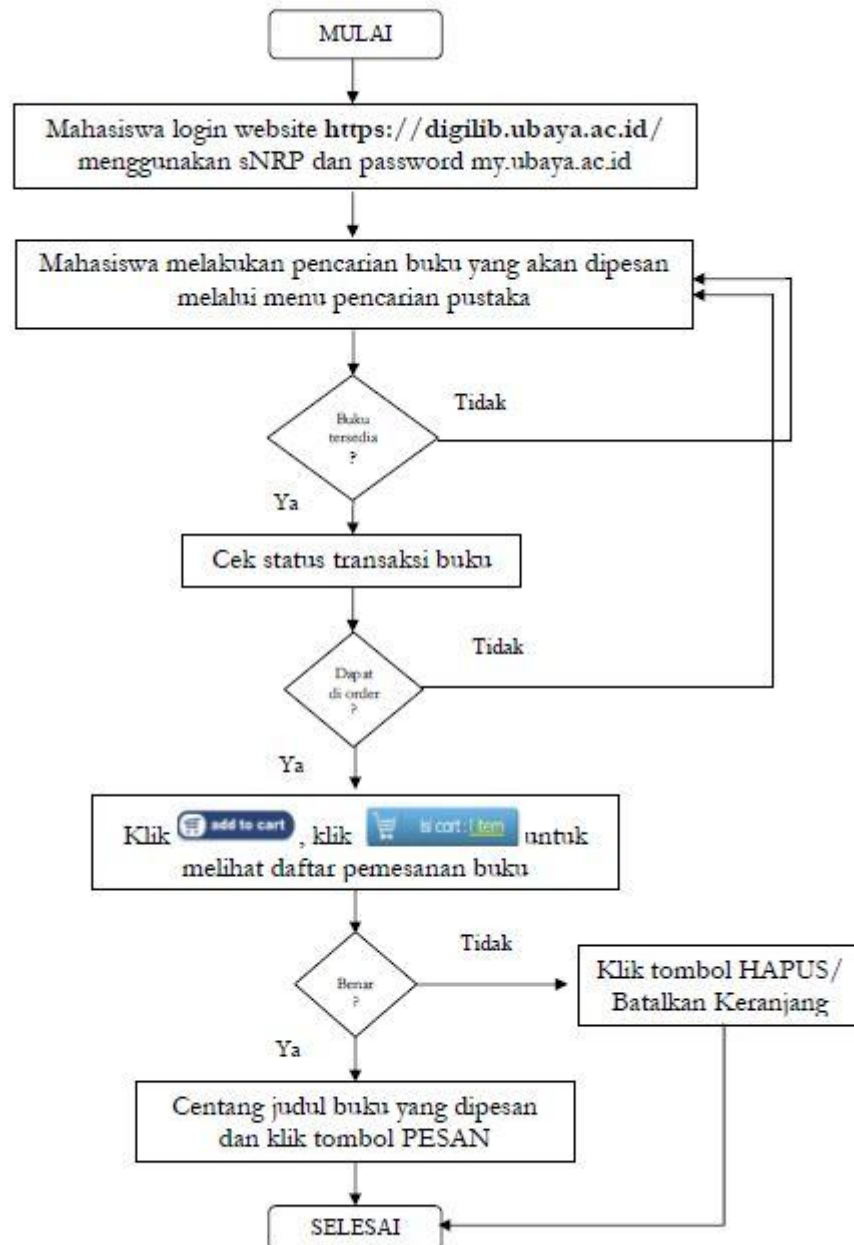 MULAI
Mahasiswa login website https://digilib.ubaya.ac.id/
menggunakan sNRP dan password my.ubaya.ac.id
Mahasiswa melakukan pencarian buku yang akan dipesan
melalui menu pencarian pustaka
Buku
tersedia
?
Tidak
Ya
Cek status transaksi buku
Dapat
di order
?
Tidak
Ya
Klik add to cart, klik isi cart : 1 item untuk
melihat daftar pemesanan buku
Benar
?
Tidak
Klik tombol HAPUS/
Batalkan Keranjang
Ya
Centang judul buku yang dipesan
dan klik tombol PESAN
SELESAI